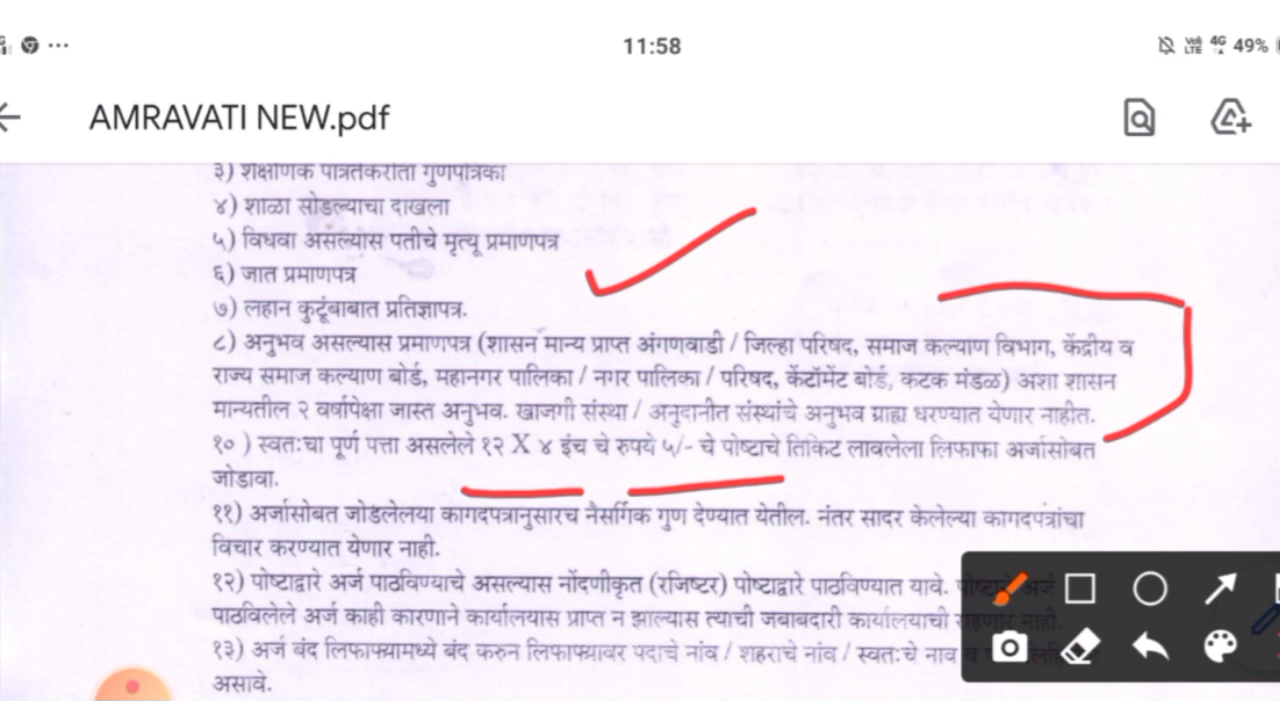 11:58
4G 49%
AMRAVATI NEW.pdf
३) शैक्षणिक पात्रतेकरीता गुणपत्रिका
४) शाळा सोडल्याचा दाखला
५) विधवा असल्यास पतीचे मृत्यू प्रमाणपत्र
६) जात प्रमाणपत्र
७) लहान कुटूंबाबात प्रतिज्ञापत्र.
८) अनुभव असल्यास प्रमाणपत्र (शासन मान्य प्राप्त अंगणवाडी / जिल्हा परिषद, समाज कल्याण विभाग, केंद्रीय व
राज्य समाज कल्याण बोर्ड, महानगर पालिका / नगर पालिका / परिषद, केंटॉमेंट बोर्ड, कटक मंडळ) अशा शासन
मान्यतील २ वर्षापेक्षा जास्त अनुभव. खाजगी संस्था / अनुदानीत संस्थांचे अनुभव ग्राह्य धरण्यात येणार नाहीत.
१० ) स्वतःचा पूर्ण पत्ता असलेले १२ X ४ इंच चे रुपये ५/- चे पोष्टाचे तिकिट लावलेला लिफाफा अर्जासोबत
जोडावा.
११) अर्जासोबत जोडलेलया कागदपत्रानुसारच नैसर्गिक गुण देण्यात येतील. नंतर सादर केलेल्या कागदपत्रांचा
विचार करण्यात येणार नाही.
१२) पोष्टाद्वारे अर्ज पाठविण्याचे असल्यास नोंदणीकृत (रजिष्टर) पोष्टाद्वारे पाठविण्यात यावे. पोष्टाने अर्ज
पाठविलेले अर्ज काही कारणाने कार्यालयास प्राप्त न झाल्यास त्याची जबाबदारी कार्यालयाची राहणार नाही.
१३) अर्ज बंद लिफाफ्यामध्ये बंद करुन लिफाफ्यावर पदाचे नांव / शहराचे नांव / स्वतःचे नाव व
असावे.